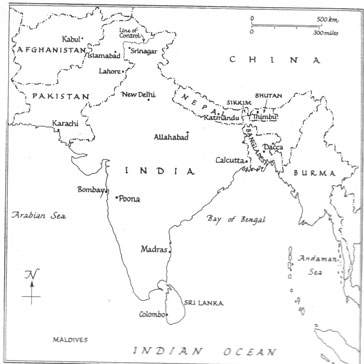 0 500 km.
0 300 miles
Kabul
AFGHANISTAN
Line of
Control
Islamabad
Srinagar
Lahore
CHINA
PAKISTAN
New Delhi
NEPAL
SIKKIM
BHUTAN
Katmandu
Thimbu
Karachi
Allahabad
BANGLADESH
Dacca
INDIA
Calcutta
BURMA
Bombay
Poona
Arabian Sea
Bay of Bengal
Madras
Andaman
Sea
N
SRI LANKA
Colombo
MALDIVES
INDIAN OCEAN